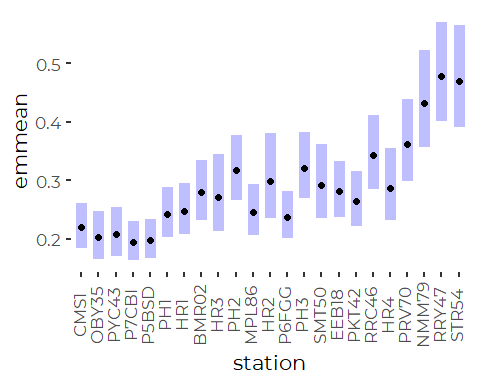 emmean
0.5
0.4
0.3
0.2
CMS1
OBY35
PYC43
P7CBI
P5BSD
PH1
HR1
BMR02
HR3
PH2
MPL86
HR2
P6FGG
PH3
SMT50
EEB18
PKT42
RRC46
HR4
PRV70
NMM79
RRY47
STR54
station